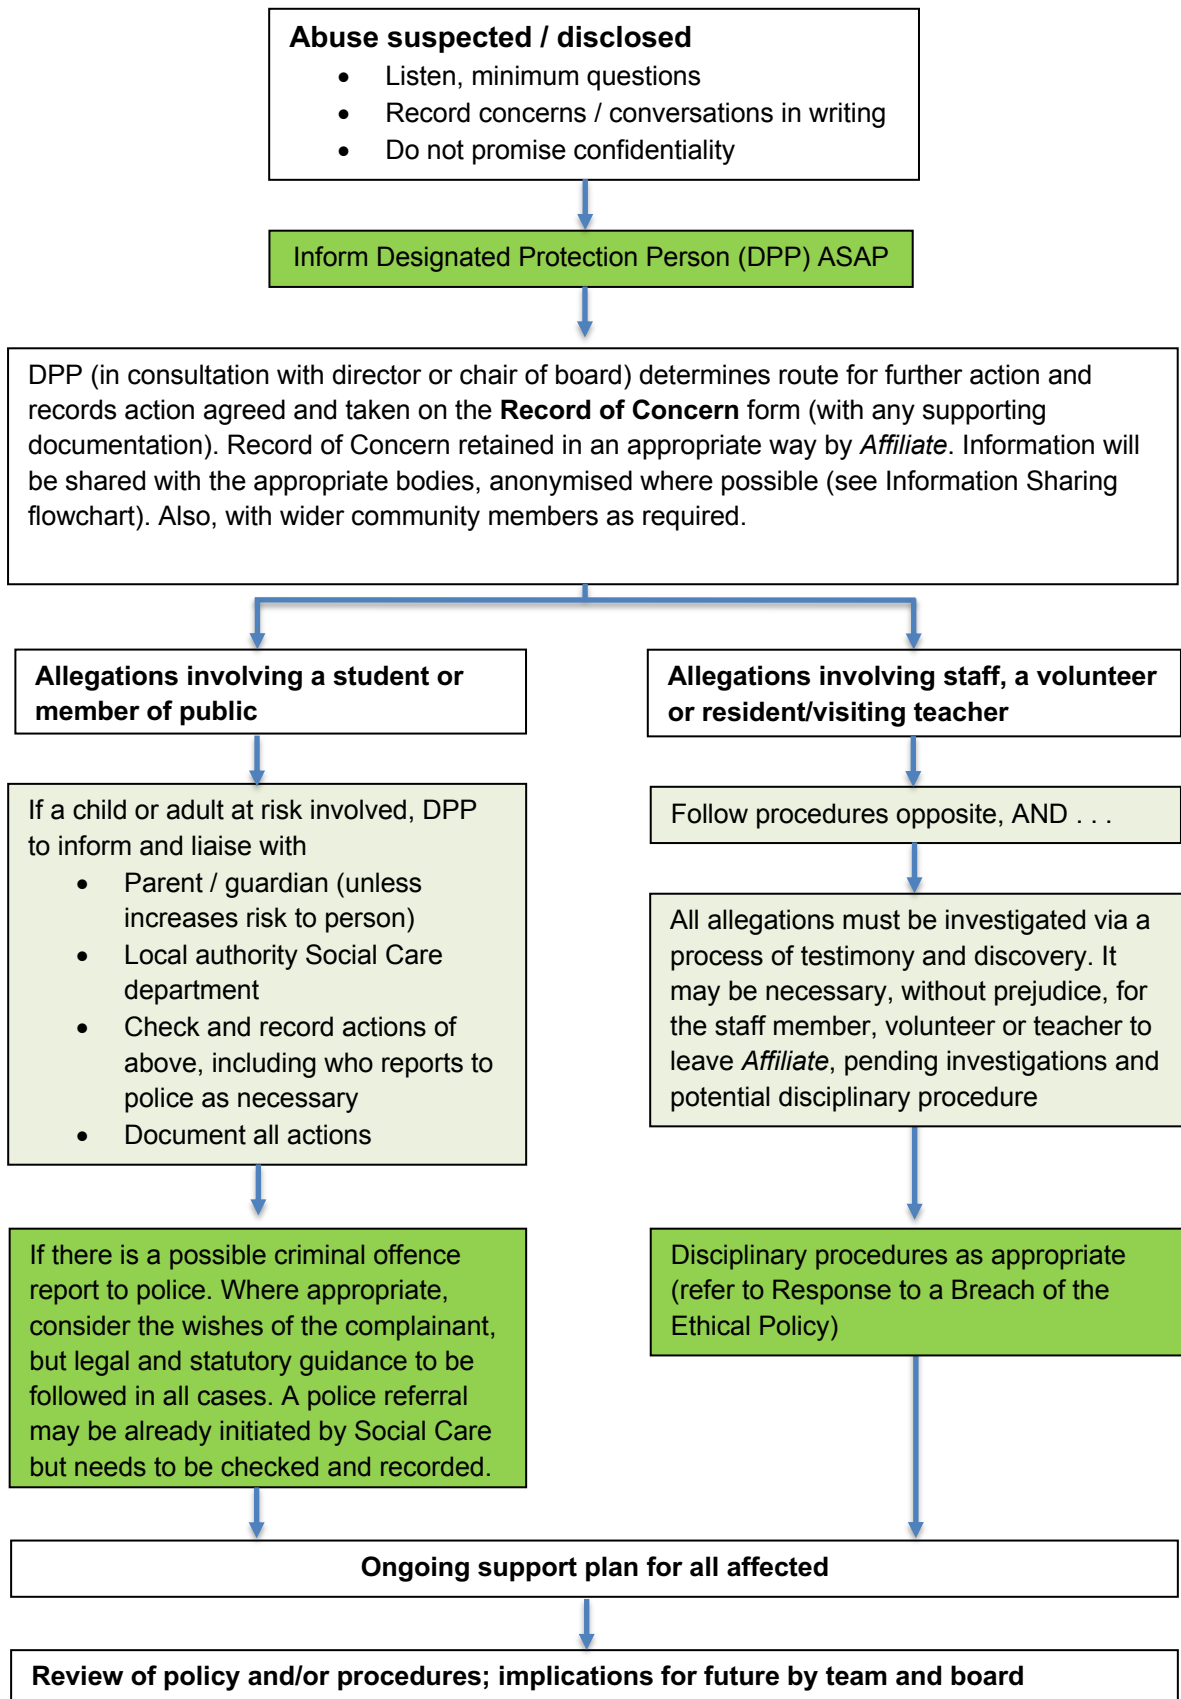 Abuse suspected / disclosed
• Listen, minimum questions
• Record concerns / conversations in writing
• Do not promise confidentiality
Inform Designated Protection Person (DPP) ASAP
DPP (in consultation with director or chair of board) determines route for further action and
records action agreed and taken on the Record of Concern form (with any supporting
documentation). Record of Concern retained in an appropriate way by Affiliate. Information will
be shared with the appropriate bodies, anonymised where possible (see Information Sharing
flowchart). Also, with wider community members as required.
Allegations involving a student or
member of public
If a child or adult at risk involved, DPP
to inform and liaise with
• Parent / guardian (unless
increases risk to person)
• Local authority Social Care
department
• Check and record actions of
above, including who reports to
police as necessary
• Document all actions
If there is a possible criminal offence
report to police. Where appropriate,
consider the wishes of the complainant,
but legal and statutory guidance to be
followed in all cases. A police referral
may be already initiated by Social Care
but needs to be checked and recorded.
Allegations involving staff, a volunteer
or resident/visiting teacher
Follow procedures opposite, AND . . .
All allegations must be investigated via a
process of testimony and discovery. It
may be necessary, without prejudice, for
the staff member, volunteer or teacher to
leave Affiliate, pending investigations and
potential disciplinary procedure
Disciplinary procedures as appropriate
(refer to Response to a Breach of the
Ethical Policy)
Ongoing support plan for all affected
Review of policy and/or procedures; implications for future by team and board